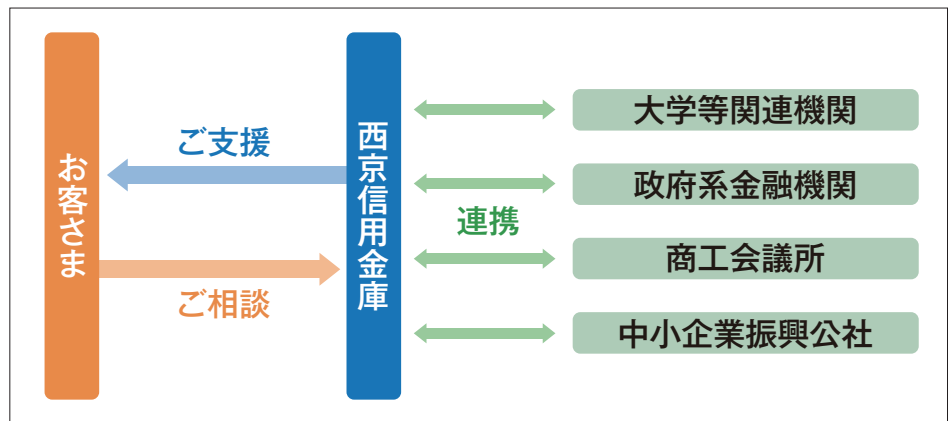 お客さま
ご支援
ご相談
西京信用金庫
連携
大学等関連機関
政府系金融機関
商工会議所
中小企業振興公社